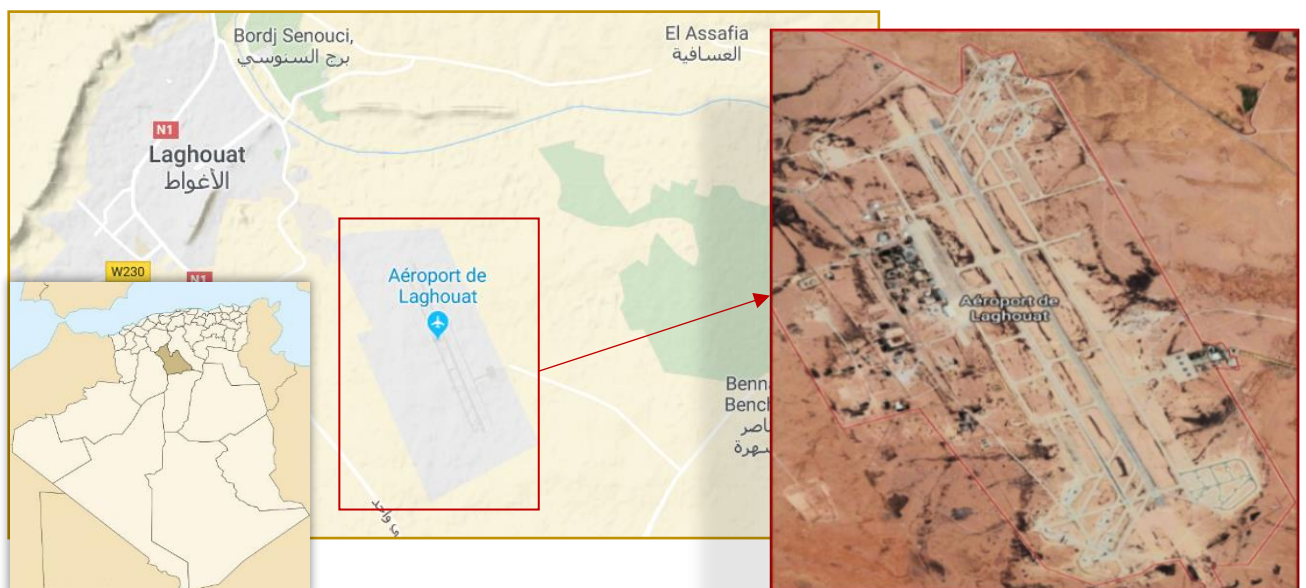 Bordj Senouci,
برج السنوسي
El Assafia
العسافية
N1
Laghouat
الأغواط
W230
N1
Aéroport de
Laghouat
Aéroport de
Laghouat